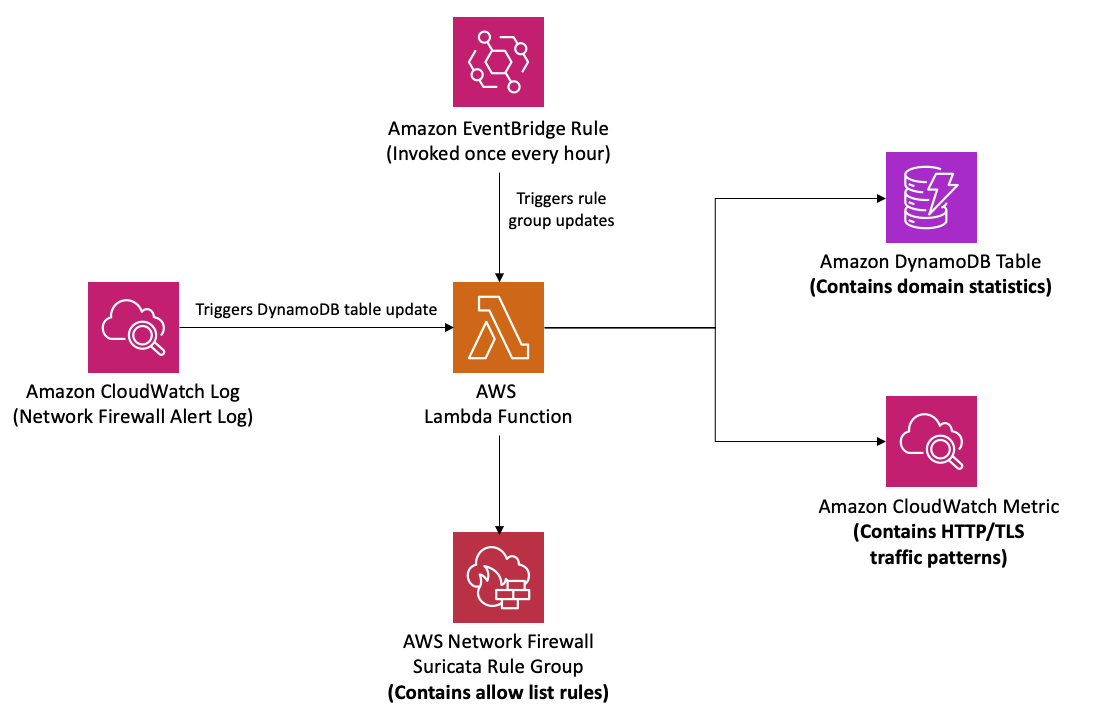 Amazon EventBridge Rule
(Invoked once every hour)
Triggers rule
group updates
Amazon DynamoDB Table
(Contains domain statistics)
Triggers DynamoDB table update
Amazon CloudWatch Log
(Network Firewall Alert Log)
AWS
Lambda Function
Amazon CloudWatch Metric
(Contains HTTP/TLS
traffic patterns)
AWS Network Firewall
Suricata Rule Group
(Contains allow list rules)